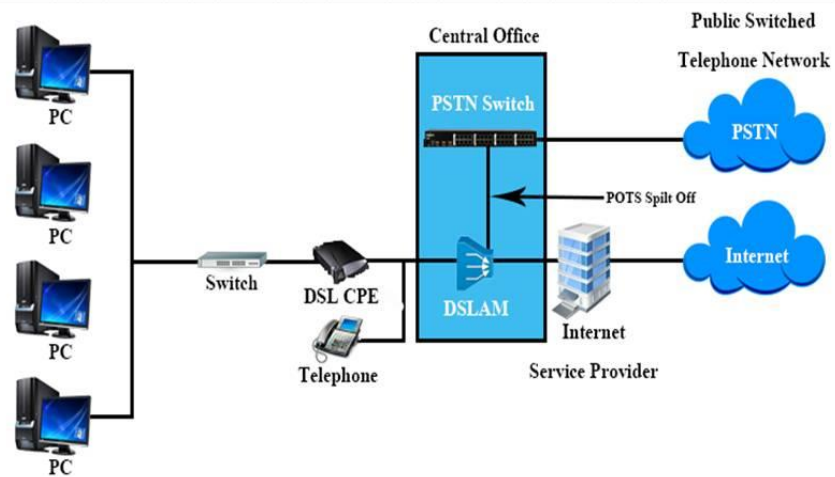 Public Switched
Telephone Network
Central Office
PSTN Switch
PSTN
PC
POTS Spilt Off
PC
Switch
DSL CPE
DSLAM
Internet
Internet
PC
Telephone
Service Provider
PC